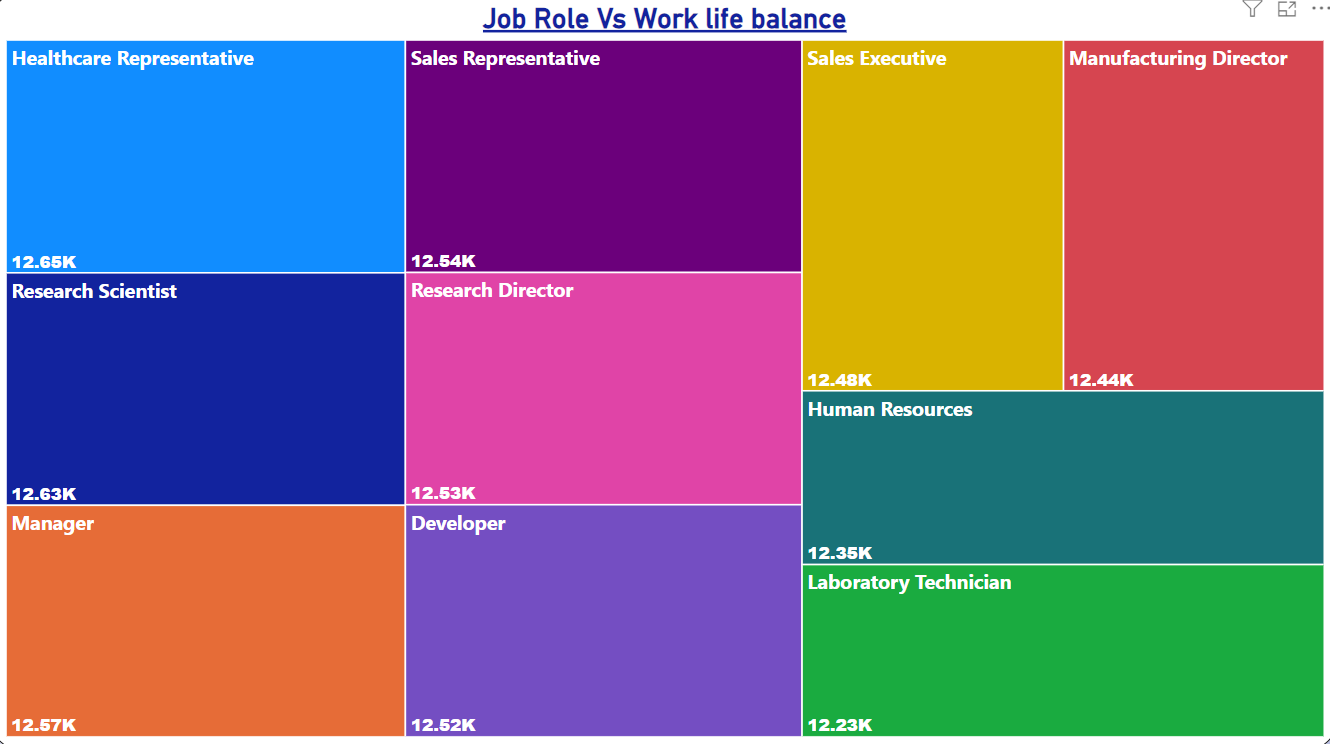 Job Role Vs Work life balance
Healthcare Representative
12.65K
Research Scientist
12.63K
Manager
12.57K
Sales Representative
12.54K
Research Director
12.53K
Developer
12.52K
Sales Executive
12.48K
Manufacturing Director
12.44K
Human Resources
12.35K
Laboratory Technician
12.23K